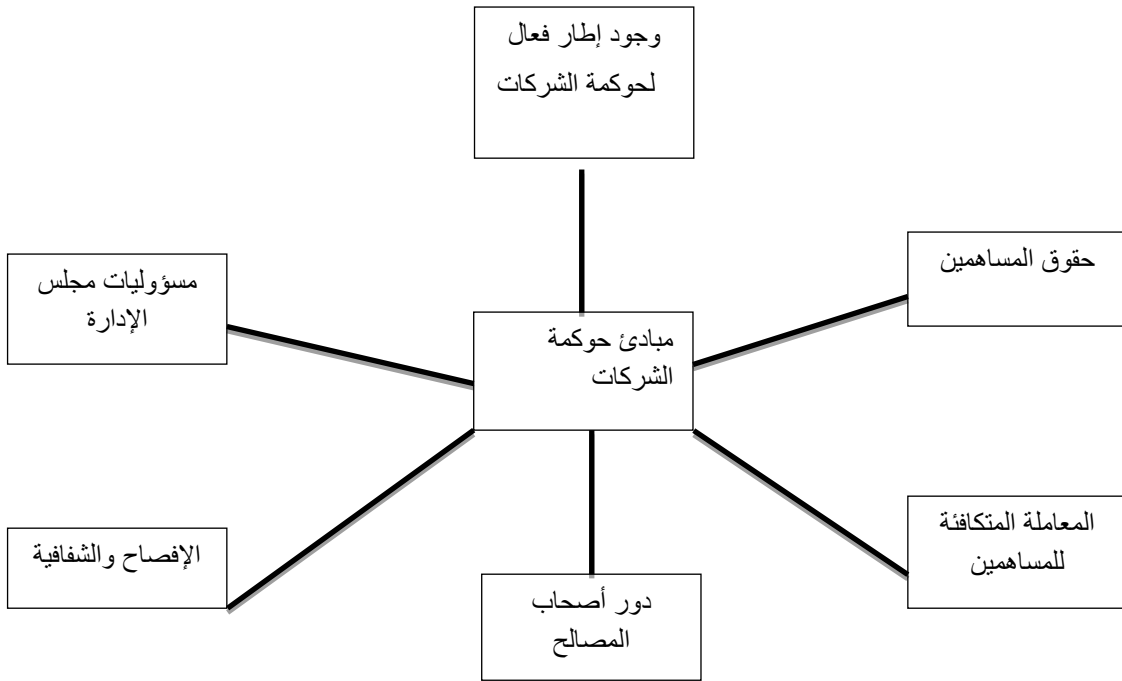 وجود إطار فعال
لحوكمة الشركات
حقوق المساهمين
مسؤوليات مجلس
الإدارة
مبادئ حوكمة
الشركات
المعاملة المتكافئة
للمساهمين
الإفصاح والشفافية
دور أصحاب
المصالح